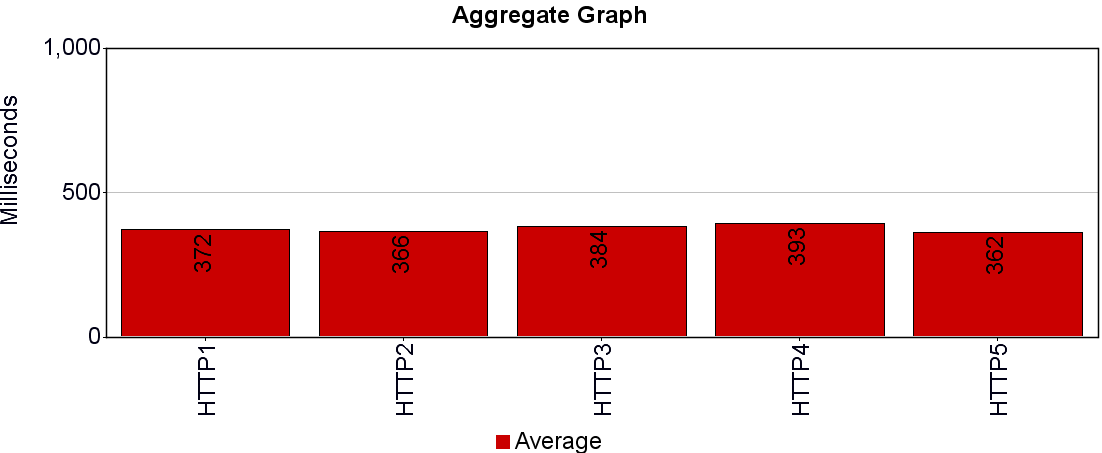 Aggregate Graph
Milliseconds
1,000
500
0
372
366
384
393
362
HTTP1
HTTP2
HTTP3
HTTP4
HTTP5
Average